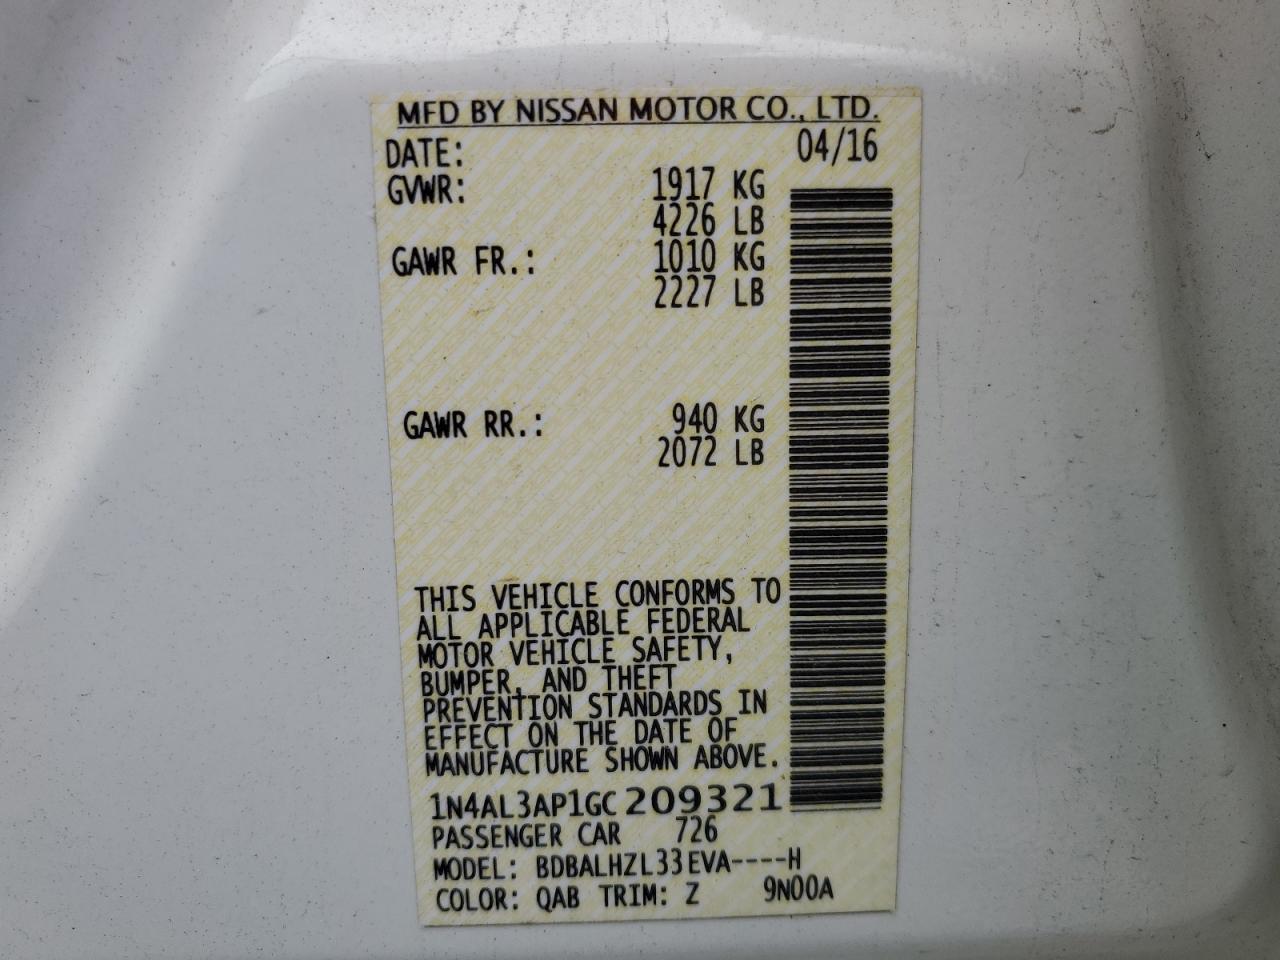 MFD BY NISSAN MOTOR CO., LTD.
DATE: 04/16
GVWR: 1917 KG
4226 LB
GAWR FR.: 1010 KG
2227 LB
GAWR RR.: 940 KG
2072 LB
THIS VEHICLE CONFORMS TO
ALL APPLICABLE FEDERAL
MOTOR VEHICLE SAFETY,
BUMPER, AND THEFT
PREVENTION STANDARDS IN
EFFECT ON THE DATE OF
MANUFACTURE SHOWN ABOVE.
1N4AL3AP1GC209321
PASSENGER CAR 726
MODEL: BDBALHZL33EVA----H
COLOR: QAB TRIM: Z 9N00A